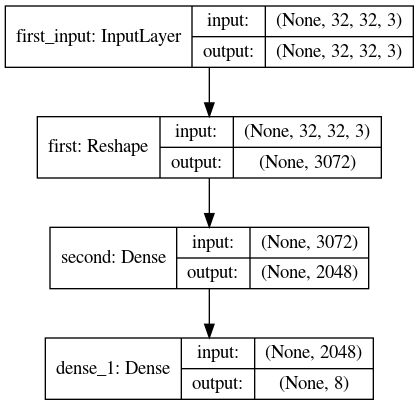 first_input: InputLayer
input: (None, 32, 32, 3)
output: (None, 32, 32, 3)
first: Reshape
input: (None, 32, 32, 3)
output: (None, 3072)
second: Dense
input: (None, 3072)
output: (None, 2048)
dense_1: Dense
input: (None, 2048)
output: (None, 8)